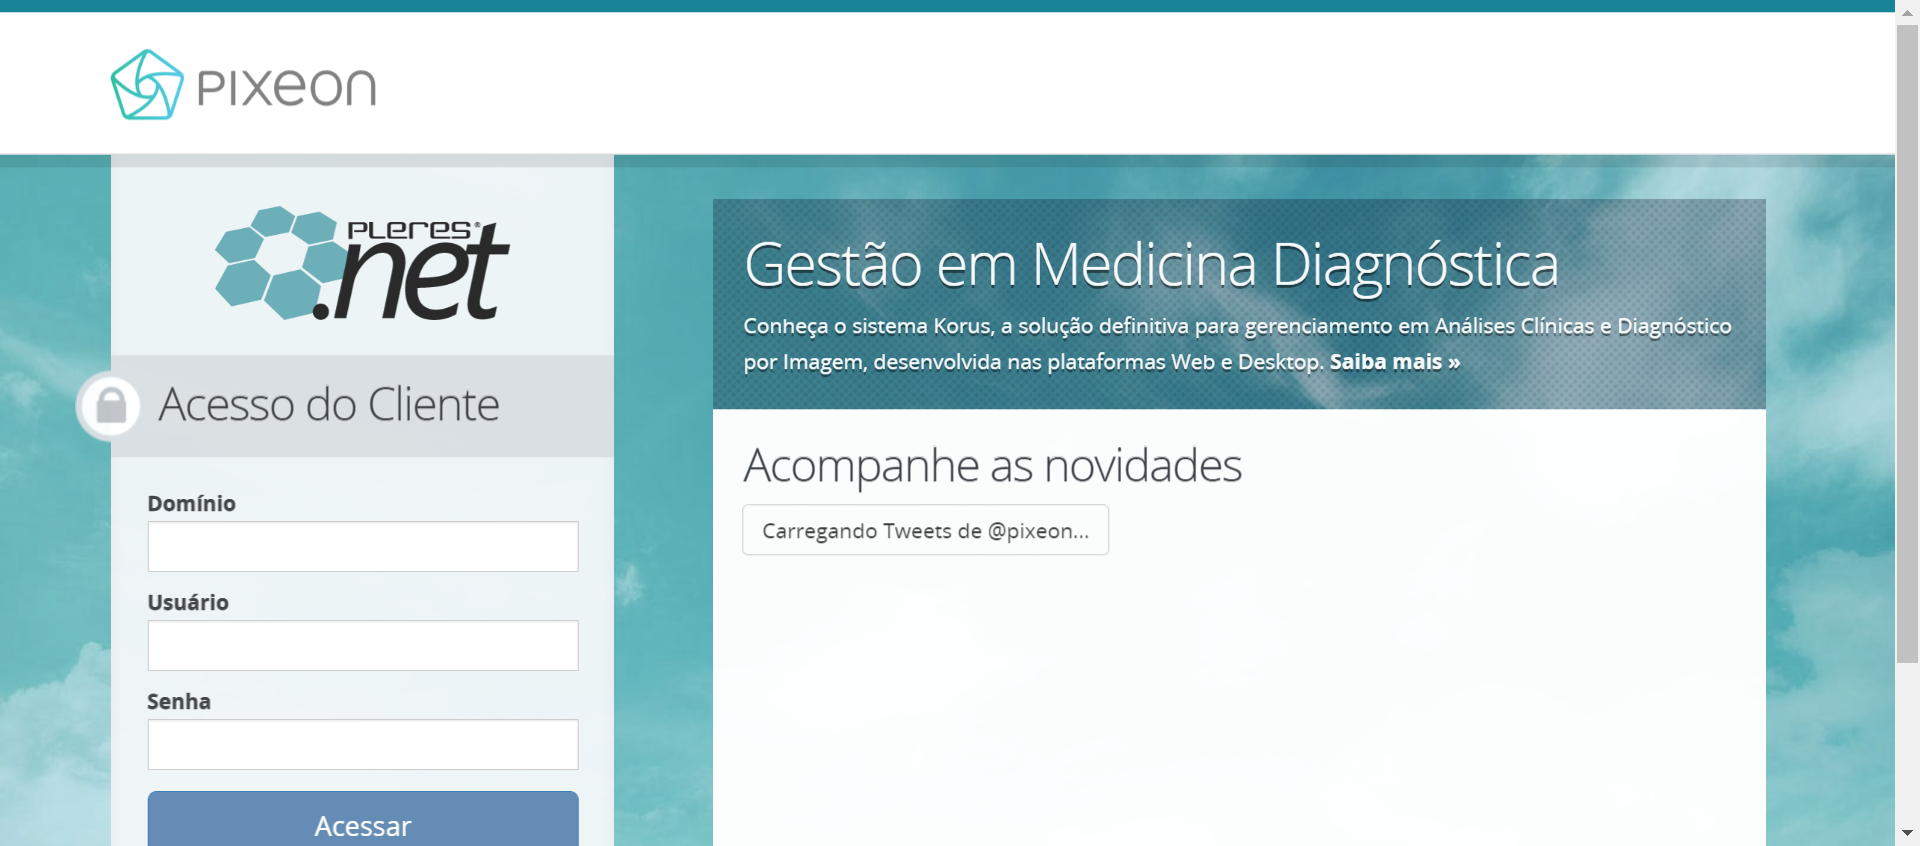 pixeon
PLERES®
.net
Acesso do Cliente
Domínio
Usuário
Senha
Acessar
Gestão em Medicina Diagnóstica
Conheça o sistema Korus, a solução definitiva para gerenciamento em Análises Clínicas e Diagnóstico
por Imagem, desenvolvida nas plataformas Web e Desktop. Saiba mais »
Acompanhe as novidades
Carregando Tweets de @pixeon...